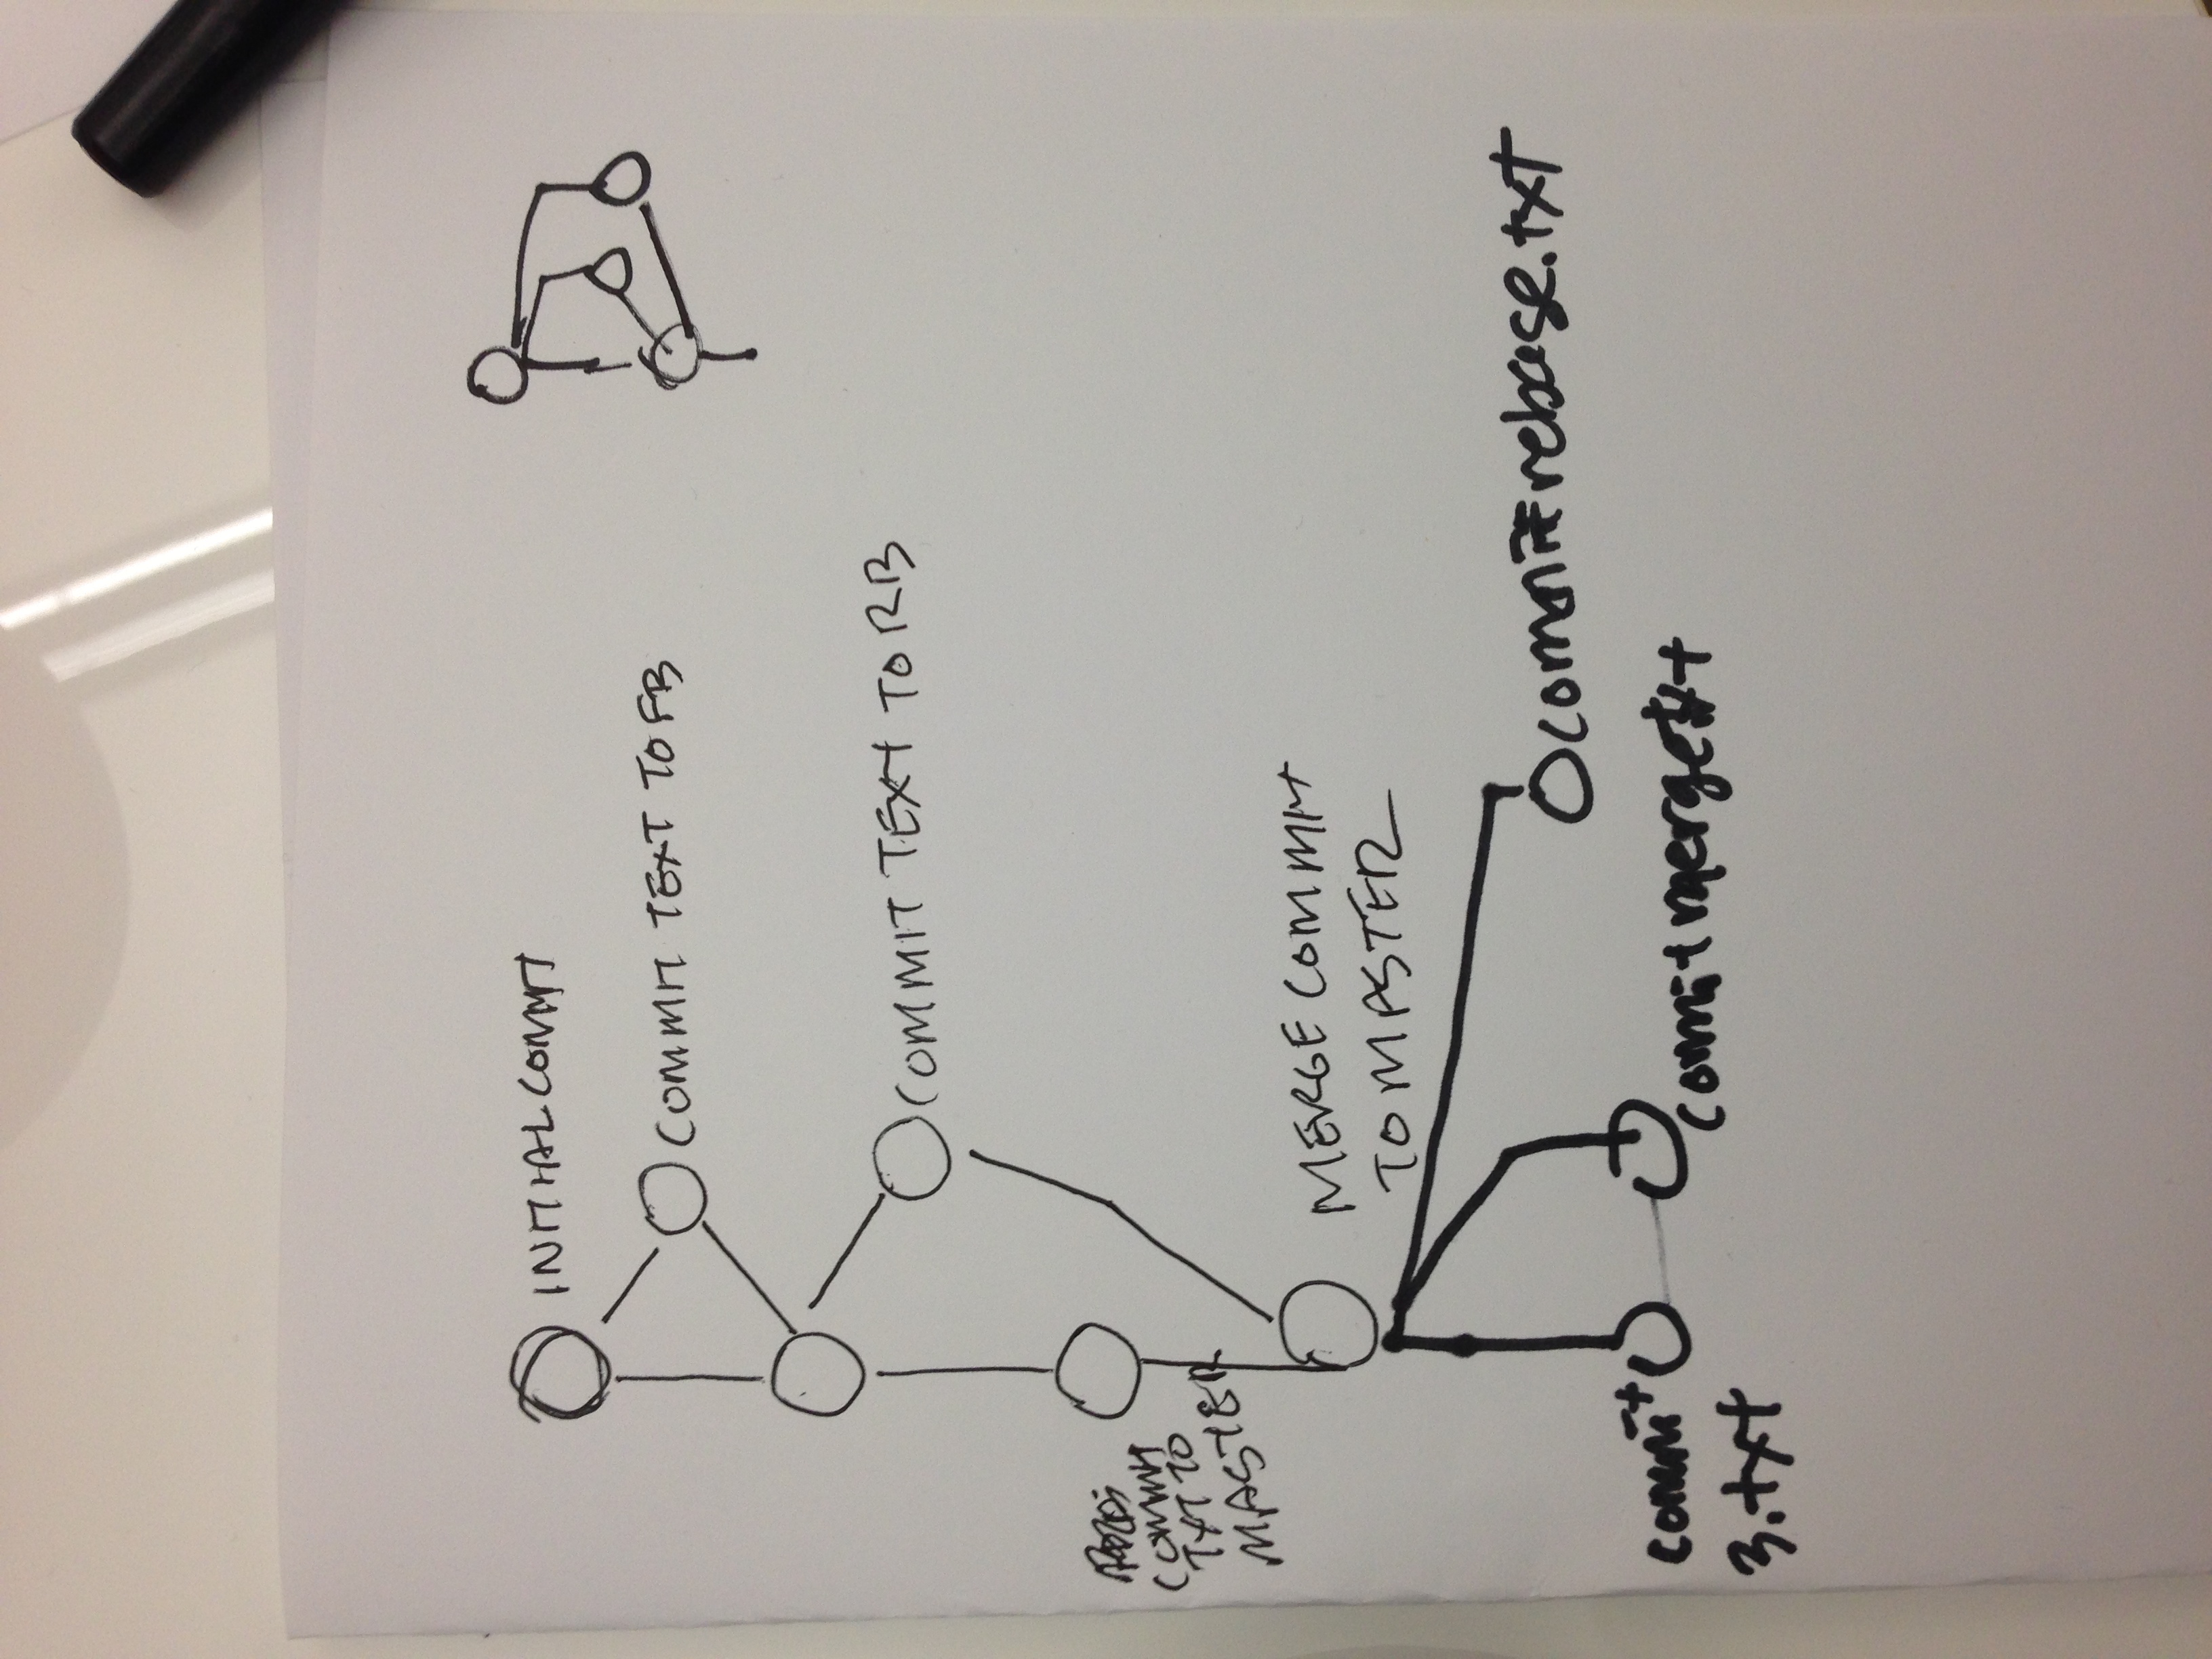 INITIAL COMMIT
COMMIT TEXT TO FB
COMMIT TEXT TO RB
COMMIT
TXT TO
MASTER
MERGE COMMIT
TO MASTER
commit rebase.txt
commit
3.txt
commit merge txt